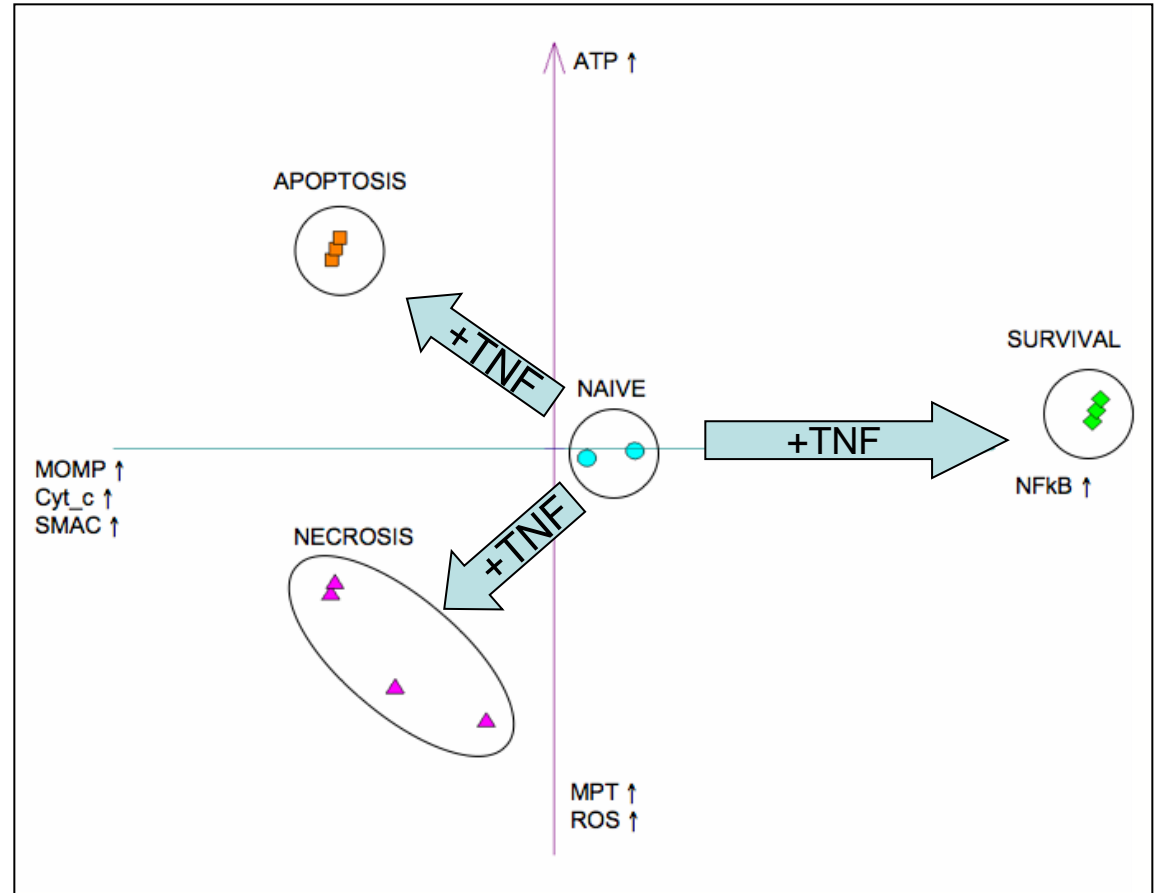 ATP ↑
APOPTOSIS
SURVIVAL
+TNF
NAIVE
+TNF
MOMP ↑
Cyt_c ↑
SMAC ↑
NFkB ↑
+TNF
NECROSIS
MPT ↑
ROS ↑